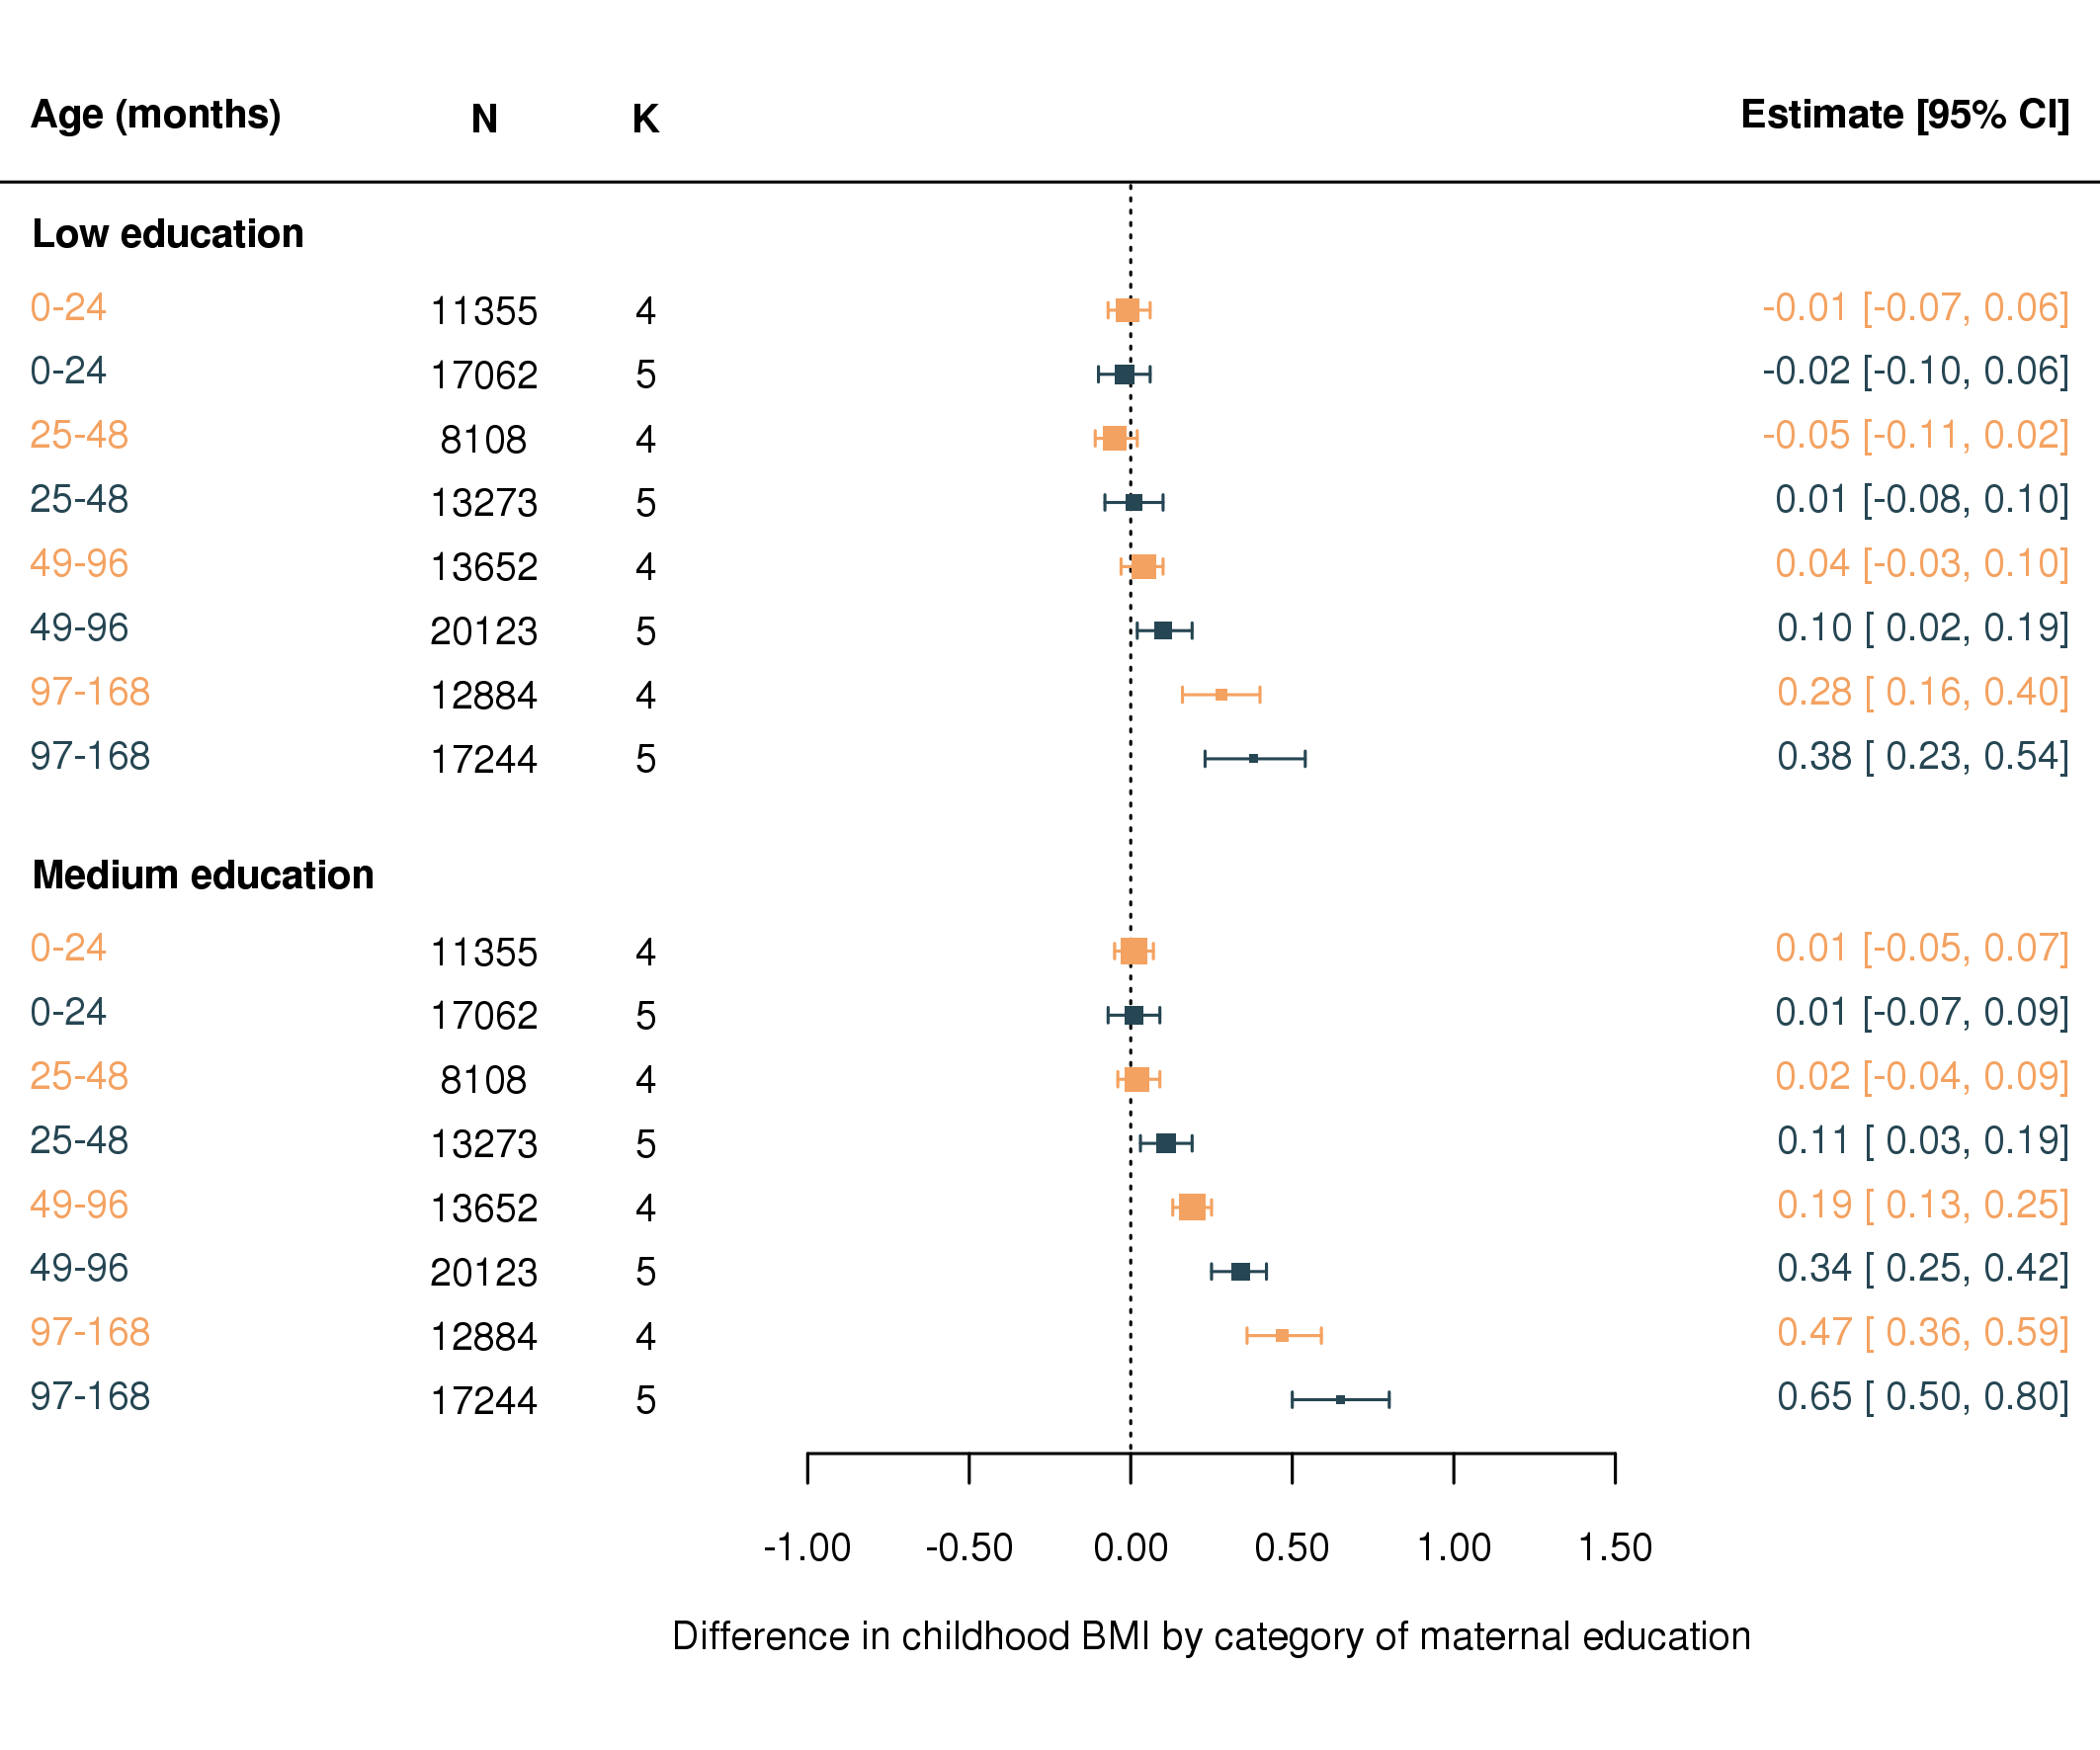 Age (months) N K Estimate [95% CI]
Low education
0-24 11355 4 -0.01 [-0.07, 0.06]
0-24 17062 5 -0.02 [-0.10, 0.06]
25-48 8108 4 -0.05 [-0.11, 0.02]
25-48 13273 5 0.01 [-0.08, 0.10]
49-96 13652 4 0.04 [-0.03, 0.10]
49-96 20123 5 0.10 [ 0.02, 0.19]
97-168 12884 4 0.28 [ 0.16, 0.40]
97-168 17244 5 0.38 [ 0.23, 0.54]
Medium education
0-24 11355 4 0.01 [-0.05, 0.07]
0-24 17062 5 0.01 [-0.07, 0.09]
25-48 8108 4 0.02 [-0.04, 0.09]
25-48 13273 5 0.11 [ 0.03, 0.19]
49-96 13652 4 0.19 [ 0.13, 0.25]
49-96 20123 5 0.34 [ 0.25, 0.42]
97-168 12884 4 0.47 [ 0.36, 0.59]
97-168 17244 5 0.65 [ 0.50, 0.80]
-1.00 -0.50 0.00 0.50 1.00 1.50
Difference in childhood BMI by category of maternal education